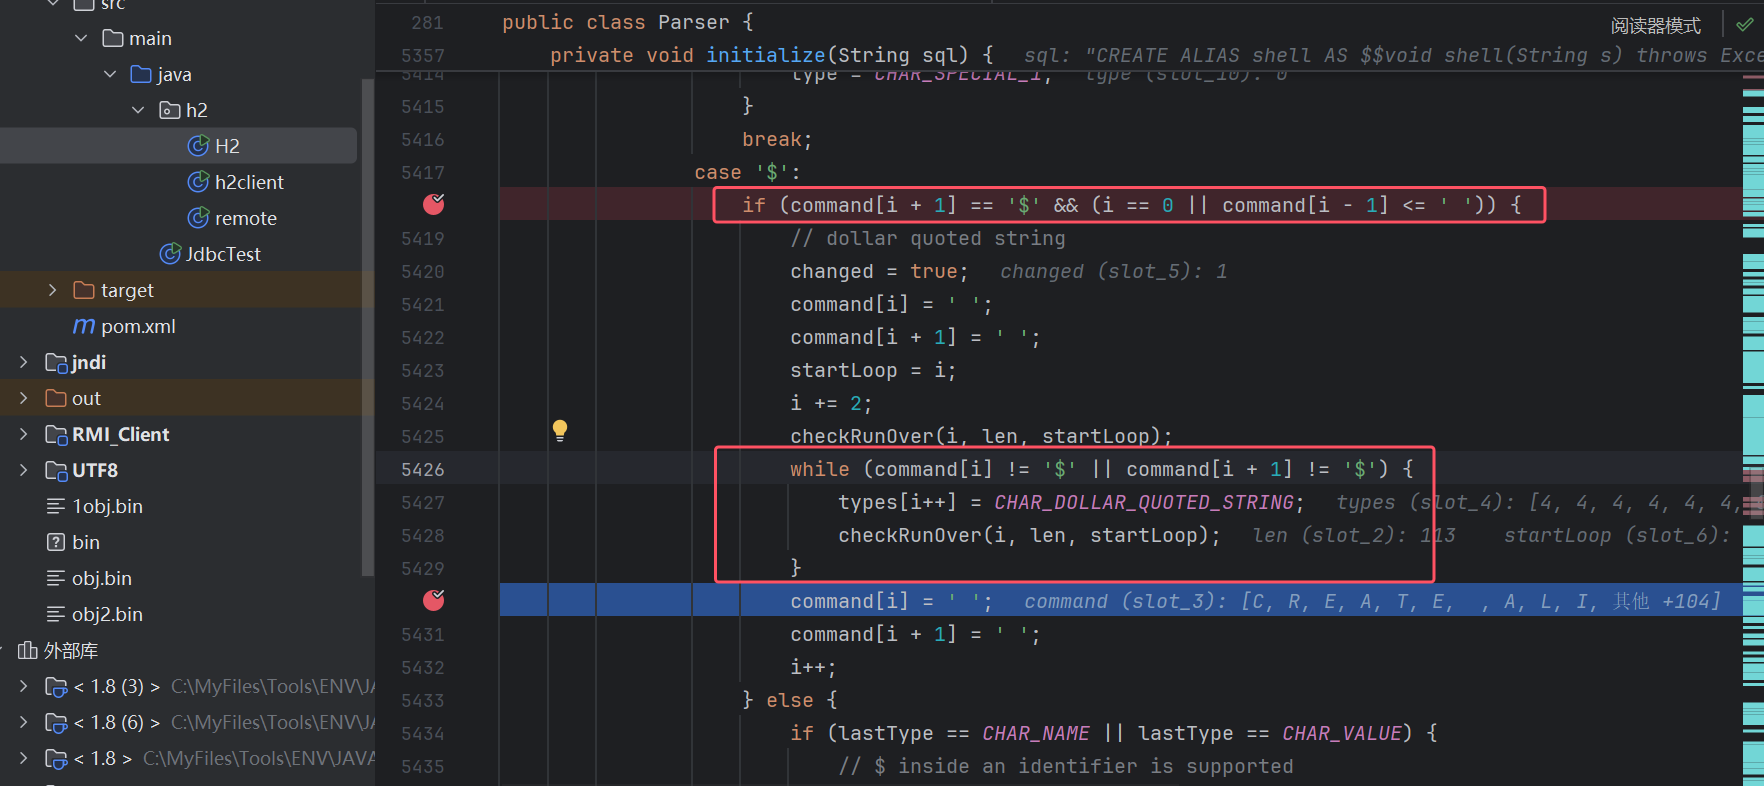 src
main
java
h2
H2
h2client
remote
JdbcTest
target
m pom.xml
jndi
out
RMI_Client
UTF8
1obj.bin
bin
obj.bin
obj2.bin
外部库
< 1.8 (3) > C:\MyFiles\Tools\ENV\JA
< 1.8 (6) > C:\MyFiles\Tools\ENV\JA
< 1.8 > C:\MyFiles\Tools\ENV\JAVA
阅读器模式
281 public class Parser {
5357 private void initialize(String sql) { sql: "CREATE ALIAS shell AS $$void shell(String s) throws Exce
5414 type = CHAR_SPECIAL_1; type (slot_10): 0
5415 }
5416 break;
5417 case '$':
if (command[i + 1] == '$' && (i == 0 || command[i - 1] <= ' ')) {
5419 // dollar quoted string
5420 changed = true; changed (slot_5): 1
5421 command[i] = ' ';
5422 command[i + 1] = ' ';
5423 startLoop = i;
5424 i += 2;
5425 checkRunOver(i, len, startLoop);
5426 while (command[i] != '$' || command[i + 1] != '$') {
5427 types[i++] = CHAR_DOLLAR_QUOTED_STRING; types (slot_4): [4, 4, 4, 4, 4, 4,
5428 checkRunOver(i, len, startLoop); len (slot_2): 113 startLoop (slot_6):
5429 }
command[i] = ' '; command (slot_3): [C, R, E, A, T, E,  , A, L, I, 其他 +104]
5431 command[i + 1] = ' ';
5432 i++;
5433 } else {
5434 if (lastType == CHAR_NAME || lastType == CHAR_VALUE) {
5435 // $ inside an identifier is supported